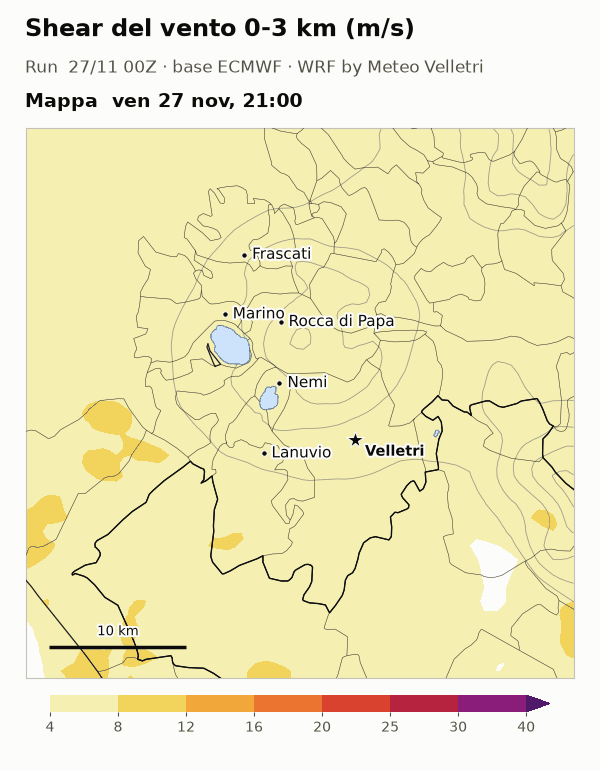 Shear del vento 0-3 km (m/s)
Run  27/11 00Z · base ECMWF · WRF by Meteo Velletri
Mappa  ven 27 nov, 21:00
Frascati
Marino
Rocca di Papa
Nemi
Velletri
Lanuvio
10 km
4 8 12 16 20 25 30 40